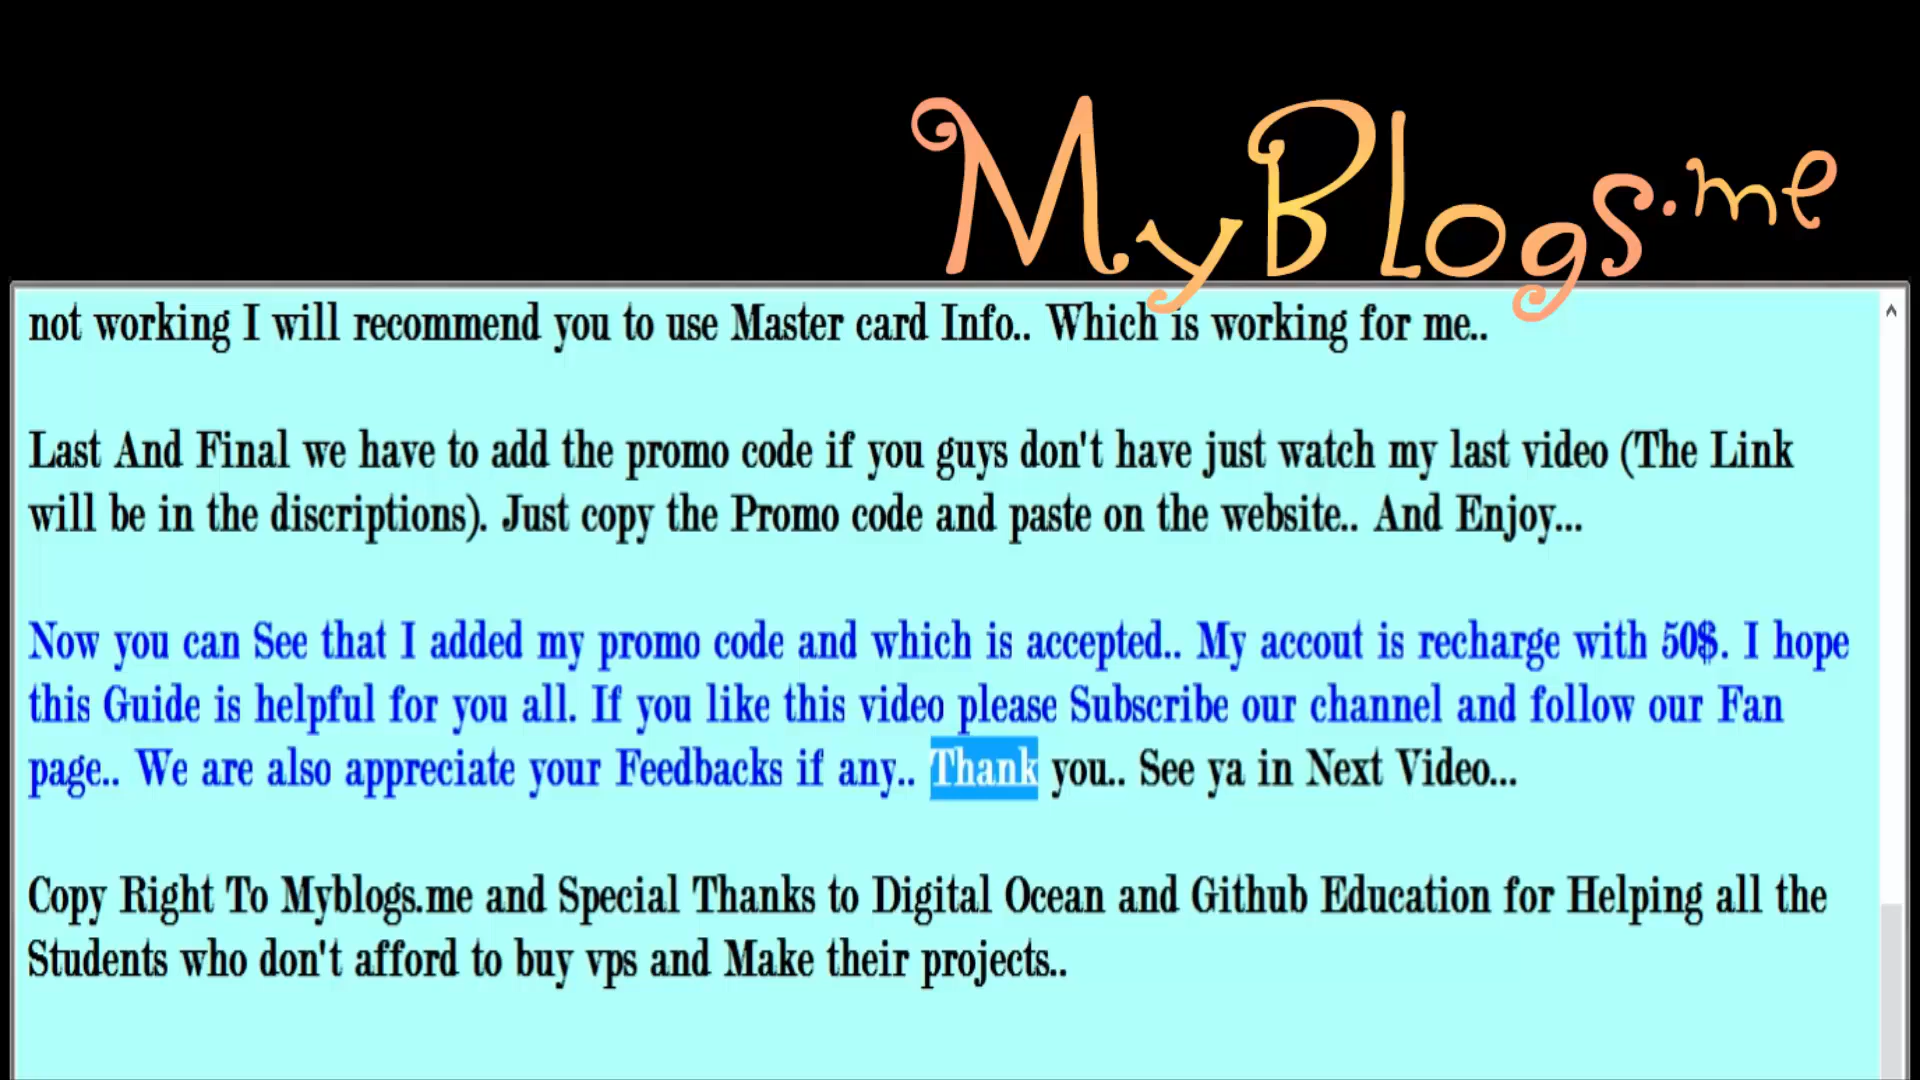 MyBlogs.me
not working I will recommend you to use Master card Info.. Which is working for me..
Last And Final we have to add the promo code if you guys don't have just watch my last video (The Link
will be in the discriptions). Just copy the Promo code and paste on the website.. And Enjoy...
Now you can See that I added my promo code and which is accepted.. My accout is recharge with 50$. I hope
this Guide is helpful for you all. If you like this video please Subscribe our channel and follow our Fan
page.. We are also appreciate your Feedbacks if any.. Thank you.. See ya in Next Video...
Copy Right To Myblogs.me and Special Thanks to Digital Ocean and Github Education for Helping all the
Students who don't afford to buy vps and Make their projects..